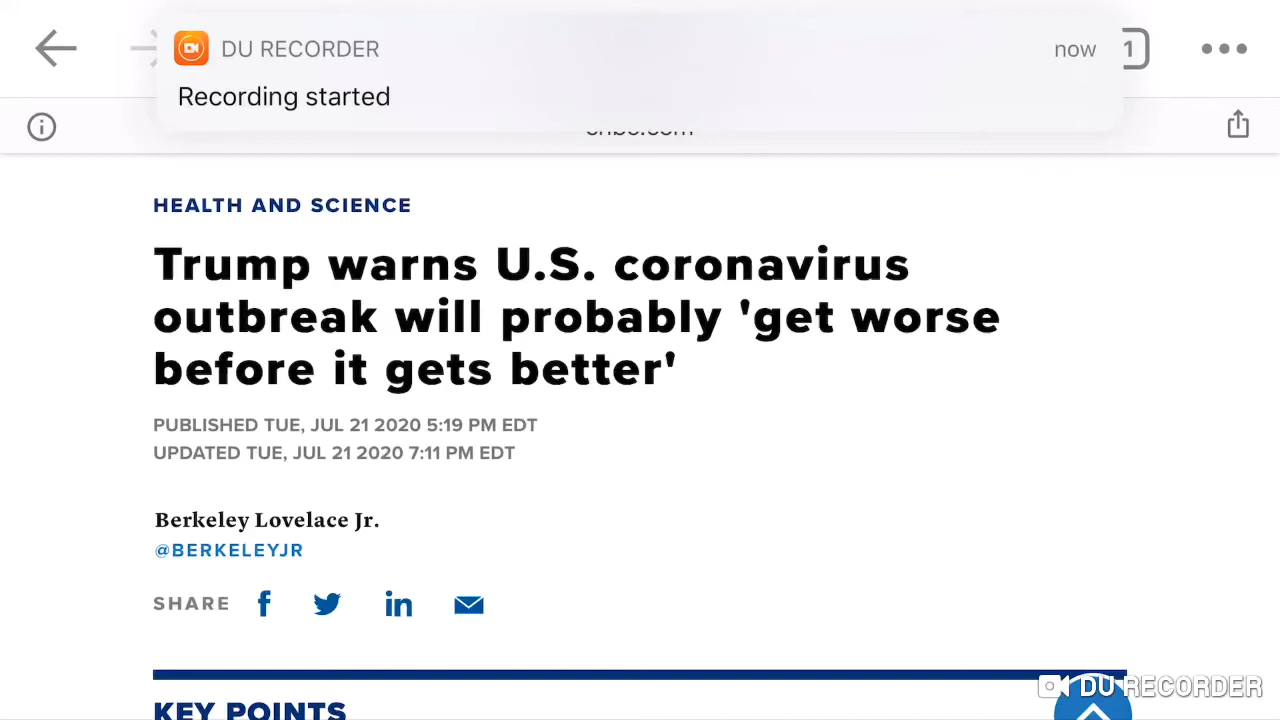 DU RECORDER
now
1
Recording started
HEALTH AND SCIENCE
Trump warns U.S. coronavirus
outbreak will probably 'get worse
before it gets better'
PUBLISHED TUE, JUL 21 2020 5:19 PM EDT
UPDATED TUE, JUL 21 2020 7:11 PM EDT
Berkeley Lovelace Jr.
@BERKELEYJR
SHARE
KEY POINTS
DU RECORDER